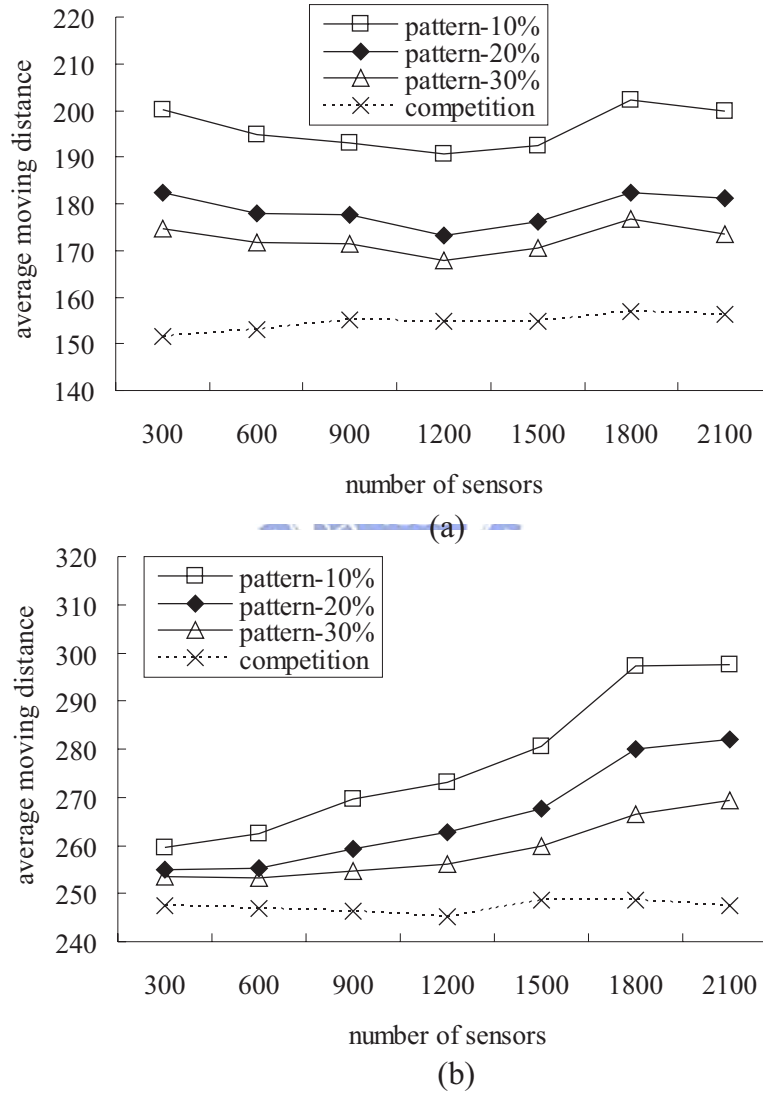 220
210
200
190
180
170
160
150
140
average moving distance
pattern-10%
pattern-20%
pattern-30%
competition
300 600 900 1200 1500 1800 2100
number of sensors
(a)
320
310
300
290
280
270
260
250
240
average moving distance
pattern-10%
pattern-20%
pattern-30%
competition
300 600 900 1200 1500 1800 2100
number of sensors
(b)